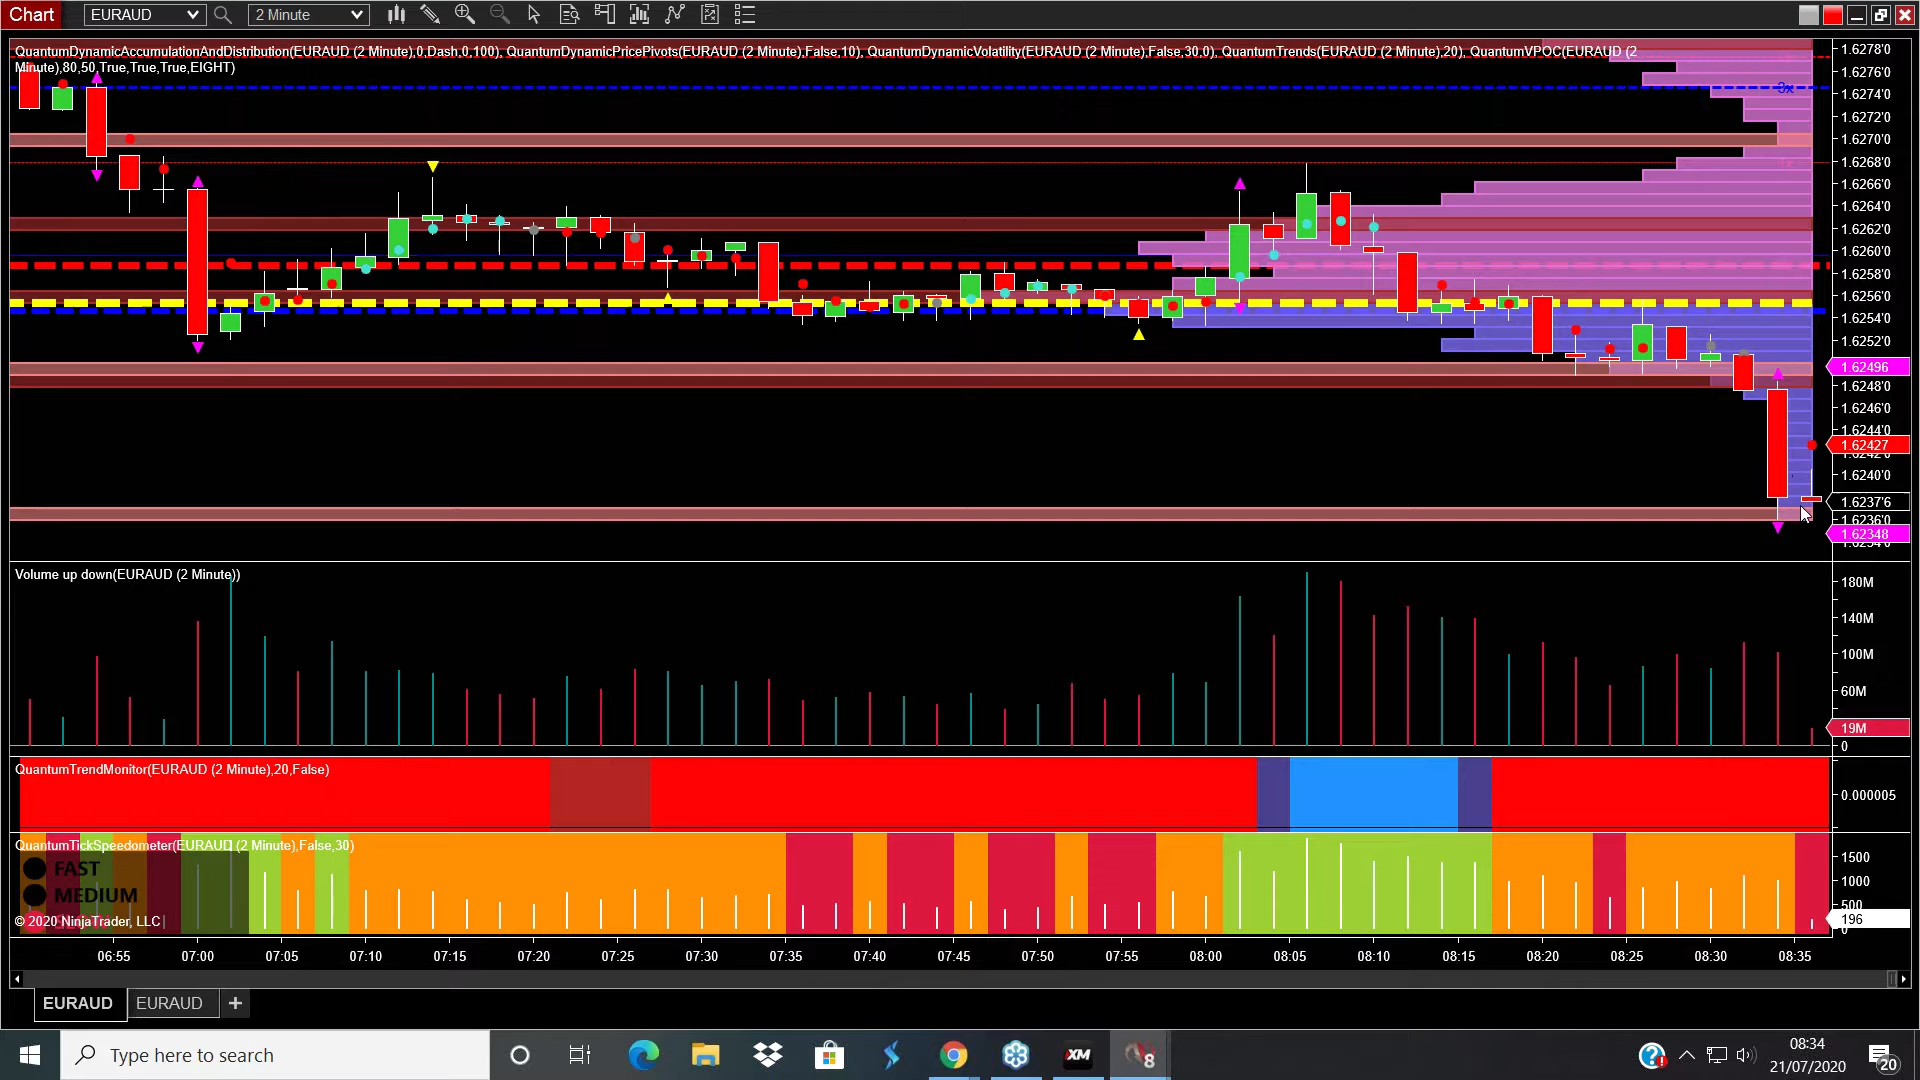 Chart EURAUD 2 Minute
QuantumDynamicAccumulationAndDistribution(EURAUD (2 Minute),0,Dash,0,100), QuantumDynamicPricePivots(EURAUD (2 Minute),False,10), QuantumDynamicVolatility(EURAUD (2 Minute),False,30,0), QuantumTrends(EURAUD (2 Minute),20), QuantumVPOC(EURAUD (2
Minute),80,50,True,True,True,EIGHT)
1.6278'0
1.6276'0
3x
1.6274'0
1.6272'0
1.6270'0
1.6268'0
1.6266'0
1.6264'0
1.6262'0
1.6260'0
1.6258'0
1.6256'0
1.6254'0
1.6252'0
1.62496
1.6248'0
1.6246'0
1.6244'0
1.62427
1.6240'0
1.6237'6
1.6236'0
1.62348
Volume up down(EURAUD (2 Minute))
180M
140M
100M
60M
19M
0
QuantumTrendMonitor(EURAUD (2 Minute),20,False)
0.000005
QuantumTickSpeedometer(EURAUD (2 Minute),False,30)
1500
FAST
1000
MEDIUM
500
© 2020 NinjaTrader, LLC
196
06:55 07:00 07:05 07:10 07:15 07:20 07:25 07:30 07:35 07:40 07:45 07:50 07:55 08:00 08:05 08:10 08:15 08:20 08:25 08:30 08:35
EURAUD EURAUD +
Type here to search
XM
8
08:34
21/07/2020
20